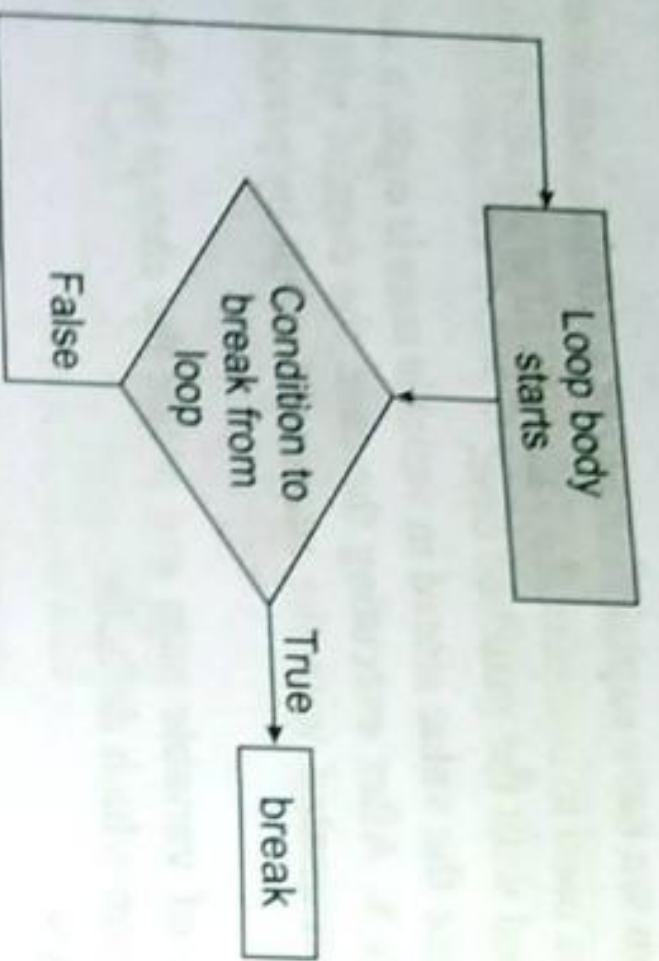 Loop body
starts
Condition to
break from
loop
True
break
False